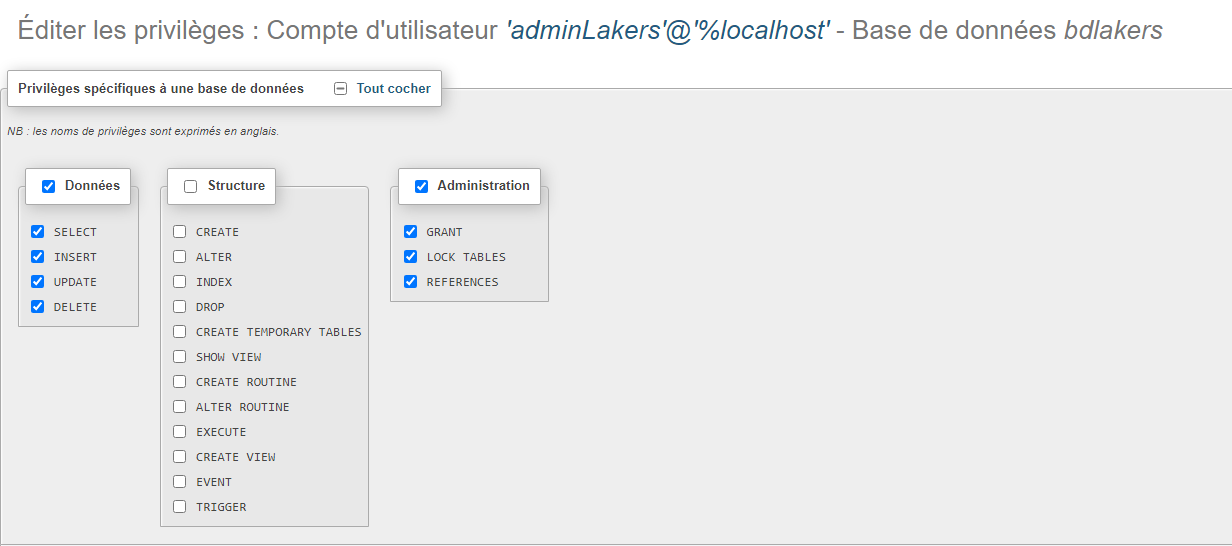 Éditer les privilèges : Compte d'utilisateur 'adminLakers'@'%localhost' - Base de données bdlakers
Privilèges spécifiques à une base de données Tout cocher
NB : les noms de privilèges sont exprimés en anglais.
Données
SELECT
INSERT
UPDATE
DELETE
Structure
CREATE
ALTER
INDEX
DROP
CREATE TEMPORARY TABLES
SHOW VIEW
CREATE ROUTINE
ALTER ROUTINE
EXECUTE
CREATE VIEW
EVENT
TRIGGER
Administration
GRANT
LOCK TABLES
REFERENCES